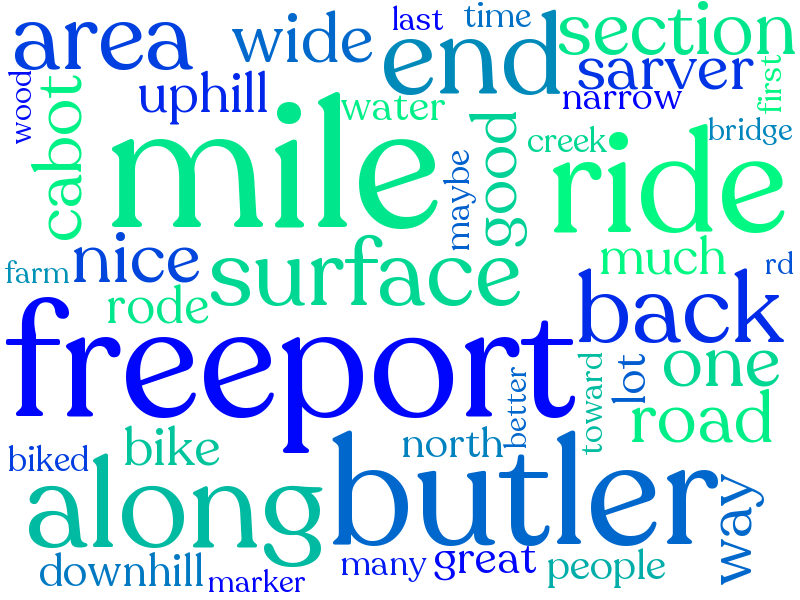 last
time
area
wide
end
section
sarver
wood
cabot
uphill
water
narrow
first
mile
good
creek
bridge
maybe
ride
nice
farm
surface
much
rd
rode
back
freeport
better
toward
lot
one
road
biked
bike
north
along
butler
way
downhill
marker
many
great
people